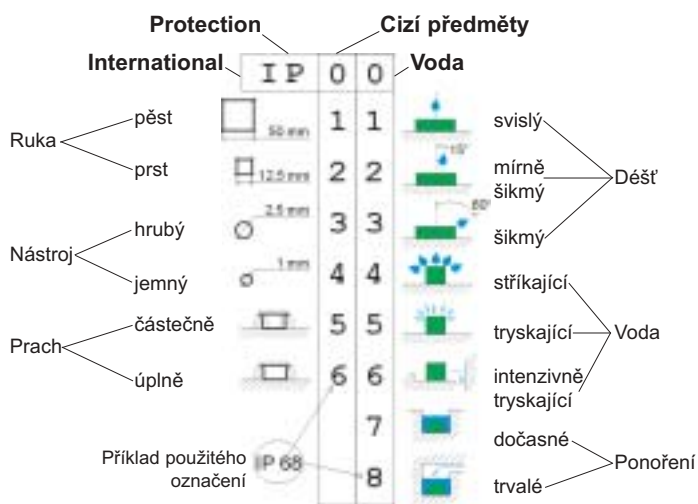 Protection Cizí předměty
International IP 0 0 Voda
Ruka pěst 50 mm 1 1 svislý
prst 12.5 mm 2 2 15° mírně šikmý Déšť
hrubý 2.5 mm 3 3 60° šikmý
Nástroj
jemný 1 mm 4 4 stříkající
Prach částečně 5 5 tryskající Voda
úplně 6 6 intenzivně tryskající
7 dočasné
Příklad použitého označení IP 68 8 trvalé Ponoření